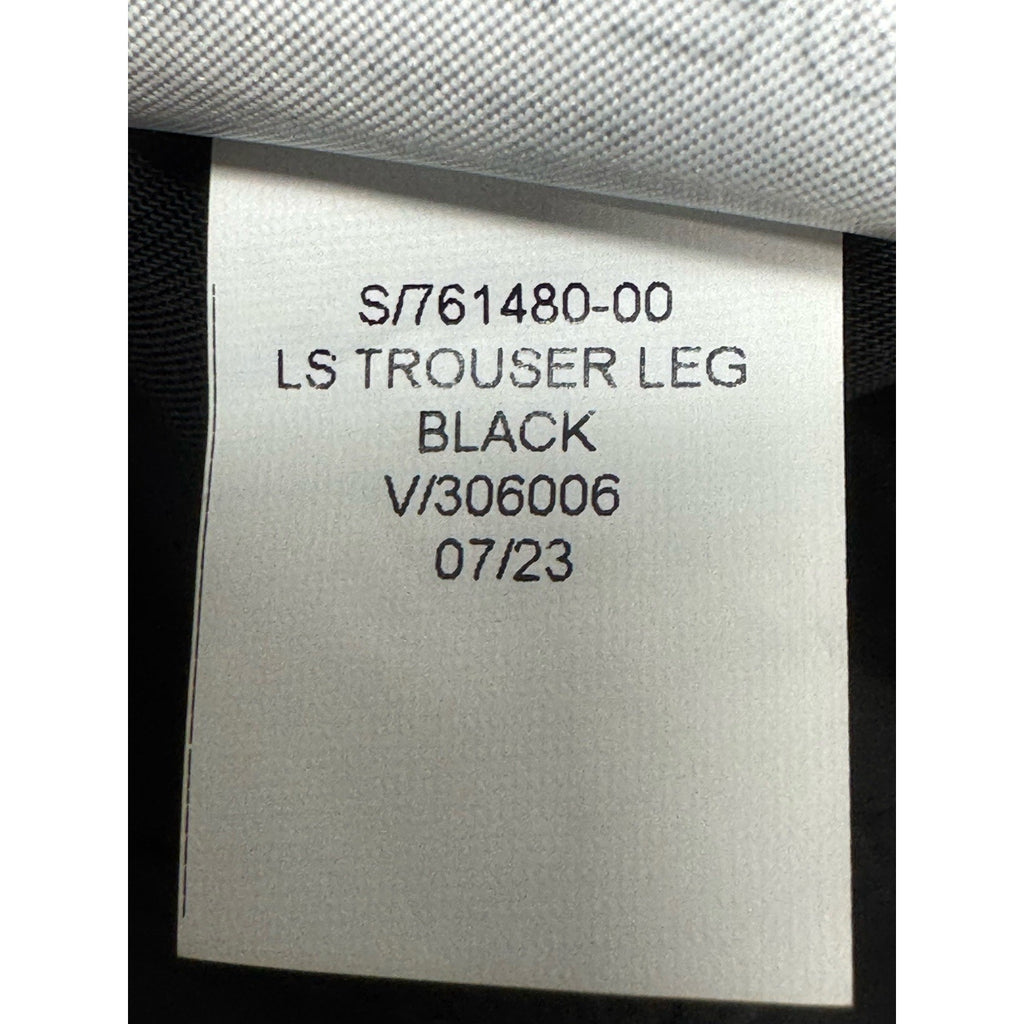 S/761480-00
LS TROUSER LEG
BLACK
V/306006
07/23